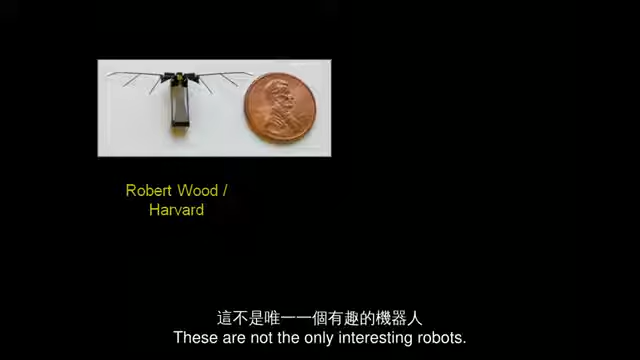 Robert Wood /
Harvard
這不是唯一一個有趣的機器人
These are not the only interesting robots.